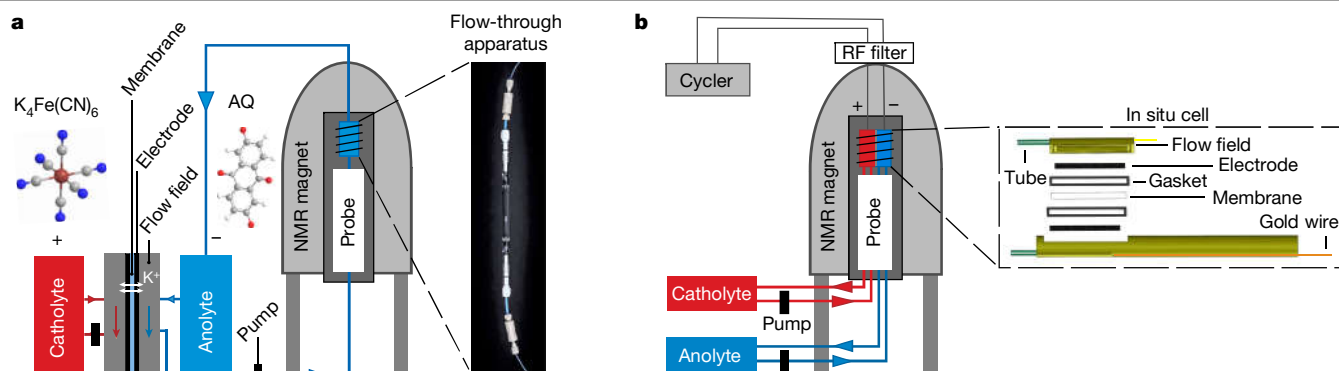 a
Flow-through
apparatus
Membrane
K₄Fe(CN)₆
Electrode
AQ
Flow field
NMR magnet
Probe
+
−
K⁺
Catholyte
Anolyte
Pump
b
RF filter
Cycler
+ −
In situ cell
Flow field
Electrode
Tube
Gasket
Membrane
Gold wire
NMR magnet
Probe
Catholyte
Pump
Anolyte